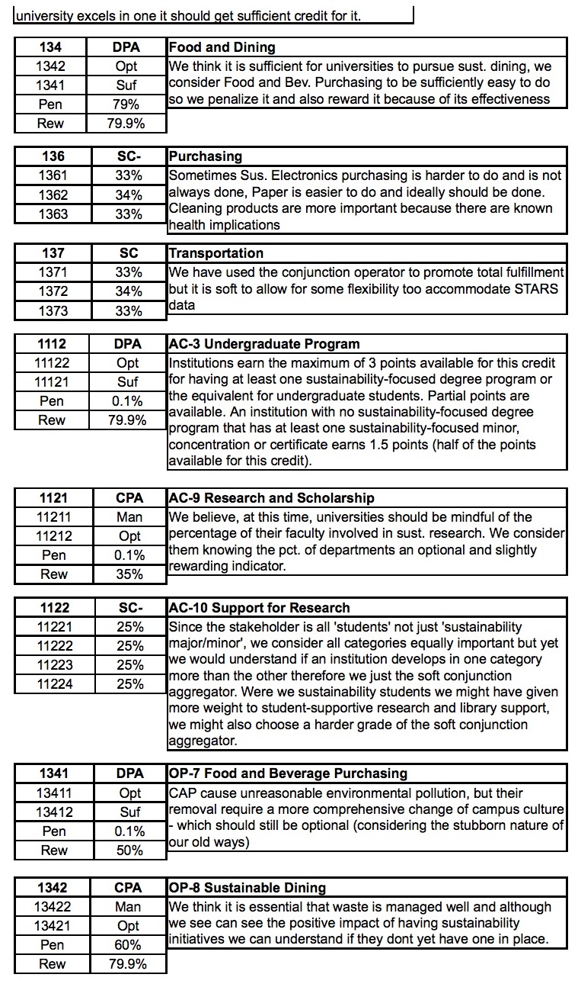 university excels in one it should get sufficient credit for it.
134 DPA Food and Dining
1342 Opt
1341 Suf
Pen 79%
Rew 79.9%
We think it is sufficient for universities to pursue sust. dining, we
consider Food and Bev. Purchasing to be sufficiently easy to do
so we penalize it and also reward it because of its effectiveness
136 SC- Purchasing
1361 33%
1362 34%
1363 33%
Sometimes Sus. Electronics purchasing is harder to do and is not
always done, Paper is easier to do and ideally should be done.
Cleaning products are more important because there are known
health implications
137 SC Transportation
1371 33%
1372 34%
1373 33%
We have used the conjunction operator to promote total fulfillment
but it is soft to allow for some flexibility too accommodate STARS
data
1112 DPA AC-3 Undergraduate Program
11122 Opt
11121 Suf
Pen 0.1%
Rew 79.9%
Institutions earn the maximum of 3 points available for this credit
for having at least one sustainability-focused degree program or
the equivalent for undergraduate students. Partial points are
available. An institution with no sustainability-focused degree
program that has at least one sustainability-focused minor,
concentration or certificate earns 1.5 points (half of the points
available for this credit).
1121 CPA AC-9 Research and Scholarship
11211 Man
11212 Opt
Pen 0.1%
Rew 35%
We believe, at this time, universities should be mindful of the
percentage of their faculty involved in sust. research. We consider
them knowing the pct. of departments an optional and slightly
rewarding indicator.
1122 SC- AC-10 Support for Research
11221 25%
11222 25%
11223 25%
11224 25%
Since the stakeholder is all 'students' not just 'sustainability
major/minor', we consider all categories equally important but yet
we would understand if an institution develops in one category
more than the other therefore we just the soft conjunction
aggregator. Were we sustainability students we might have given
more weight to student-supportive research and library support,
we might also choose a harder grade of the soft conjunction
aggregator.
1341 DPA OP-7 Food and Beverage Purchasing
13411 Opt
13412 Suf
Pen 0.1%
Rew 50%
CAP cause unreasonable environmental pollution, but their
removal require a more comprehensive change of campus culture
- which should still be optional (considering the stubborn nature of
our old ways)
1342 CPA OP-8 Sustainable Dining
13422 Man
13421 Opt
Pen 60%
Rew 79.9%
We think it is essential that waste is managed well and although
we see can see the positive impact of having sustainability
initiatives we can understand if they dont yet have one in place.